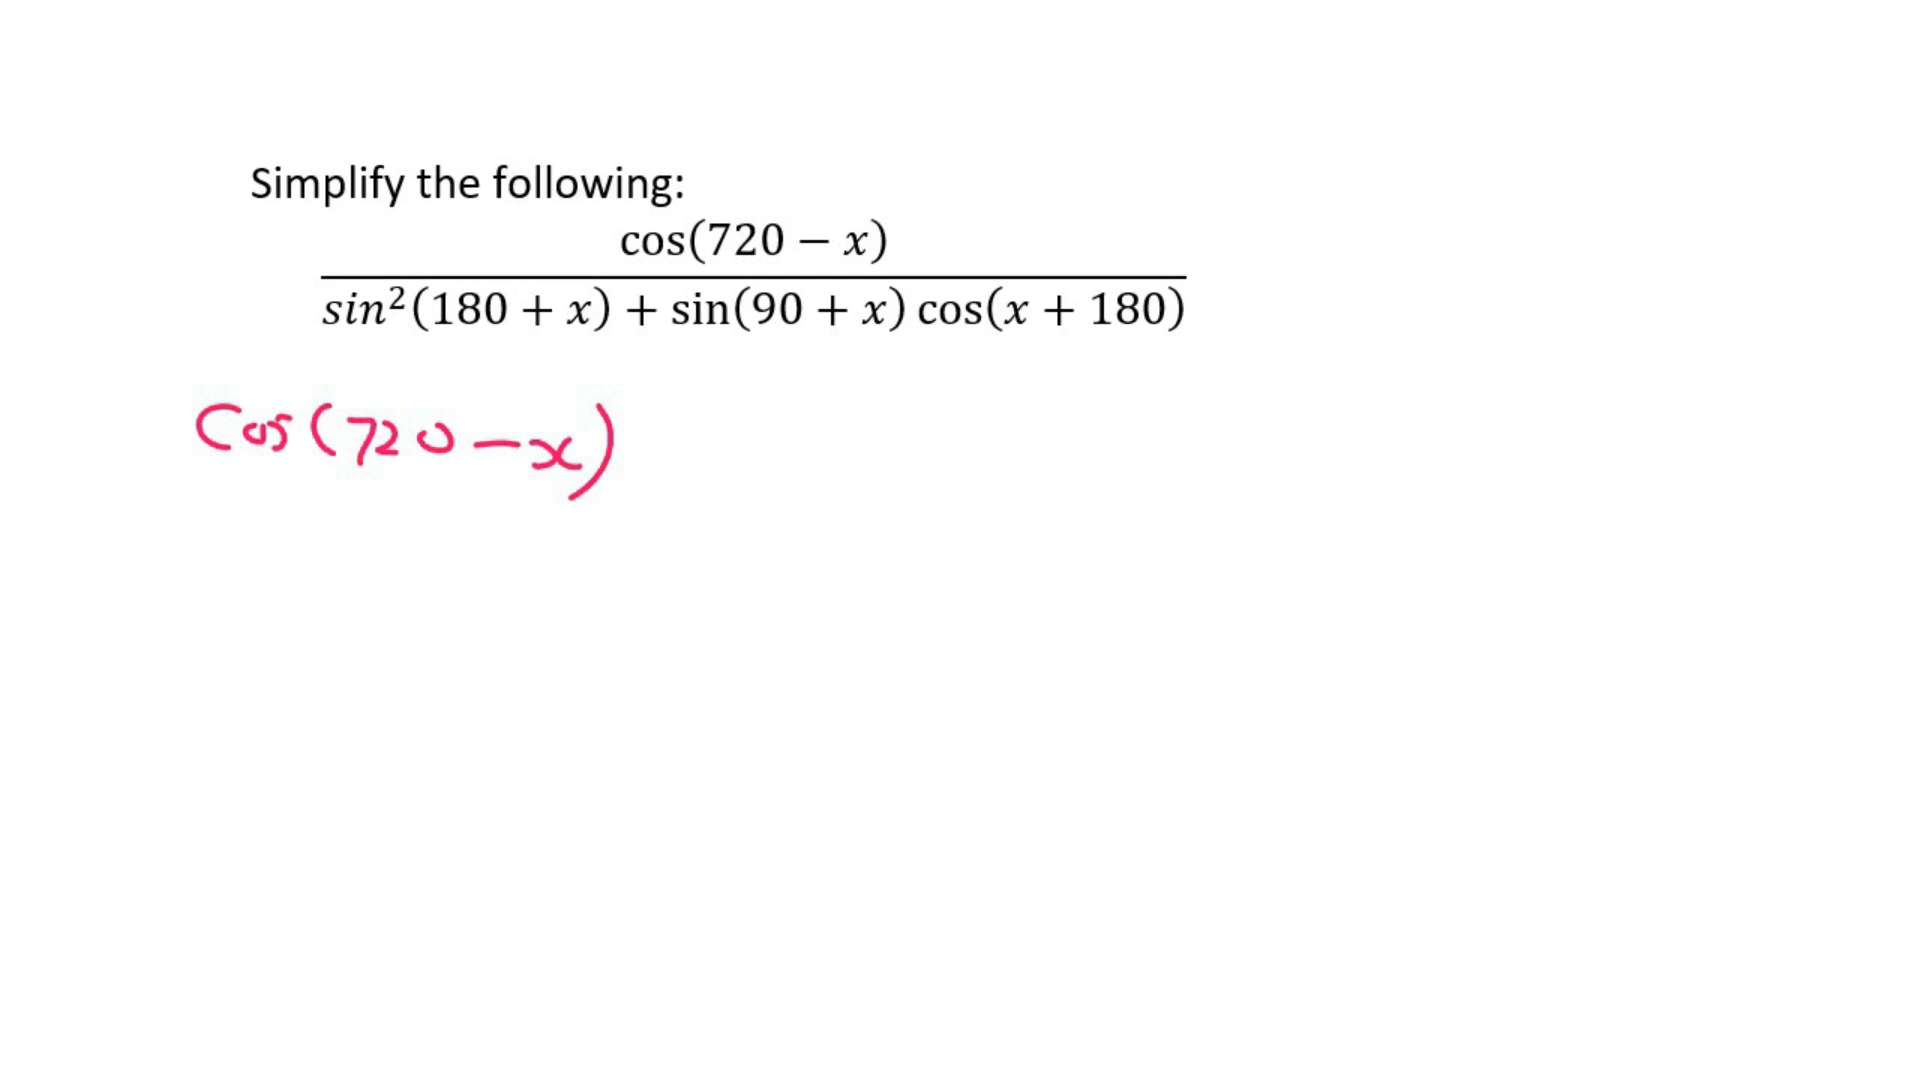 Simplify the following:
cos(720 − x)
sin²(180 + x) + sin(90 + x) cos(x + 180)
Cos(720 − x)